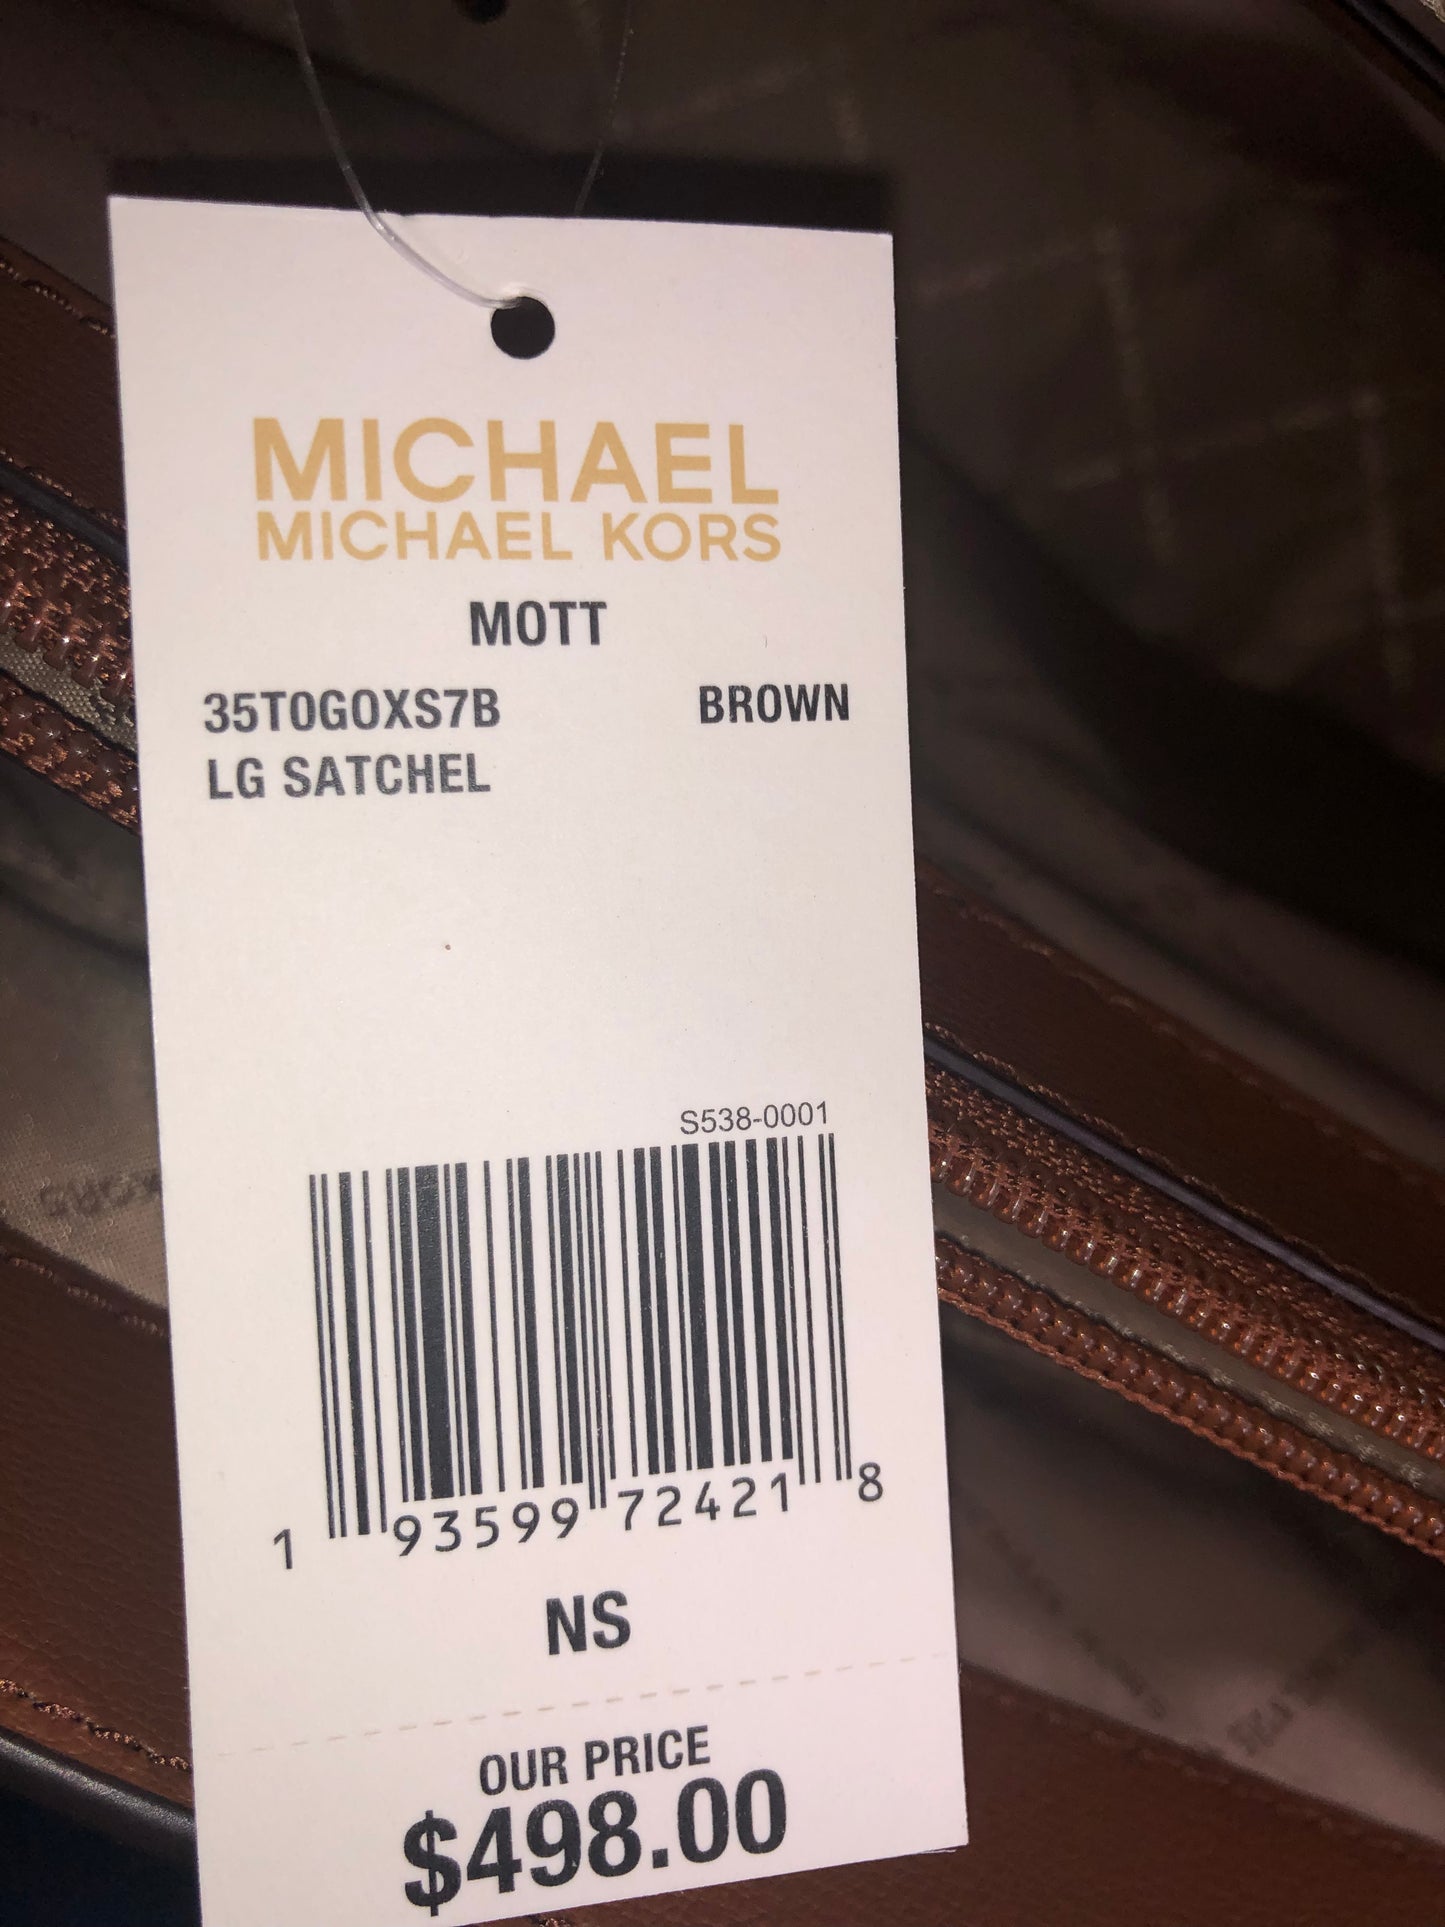 MICHAEL
MICHAEL KORS
MOTT
35T0GOXS7B BROWN
LG SATCHEL
S538-0001
1 93599 72421 8
NS
OUR PRICE
$498.00